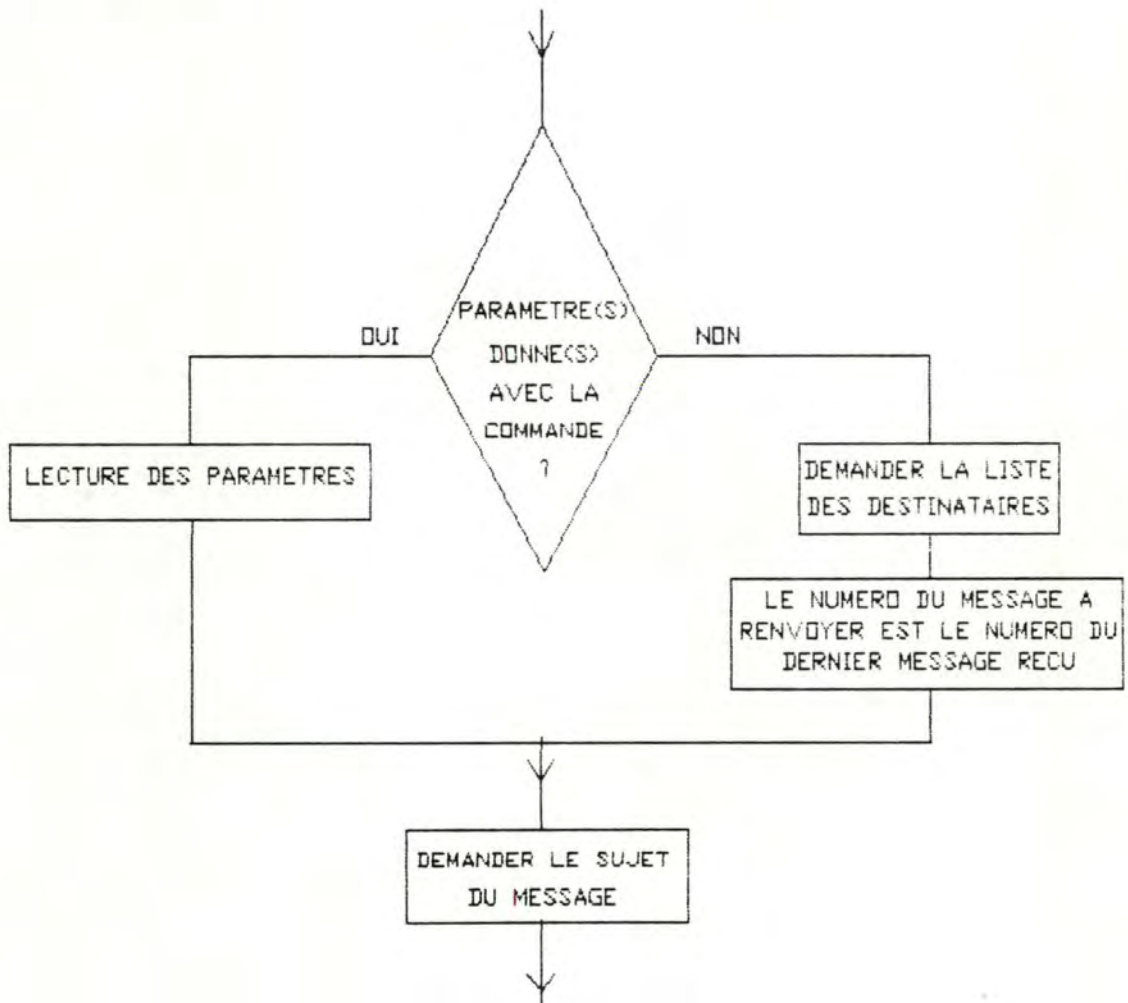 PARAMETRE(S)
OUI
NON
DONNE(S)
AVEC LA
COMMANDE
?
LECTURE DES PARAMETRES
DEMANDER LA LISTE
DES DESTINATAIRES
LE NUMERO DU MESSAGE A
RENVOYER EST LE NUMERO DU
DERNIER MESSAGE RECU
DEMANDER LE SUJET
DU MESSAGE